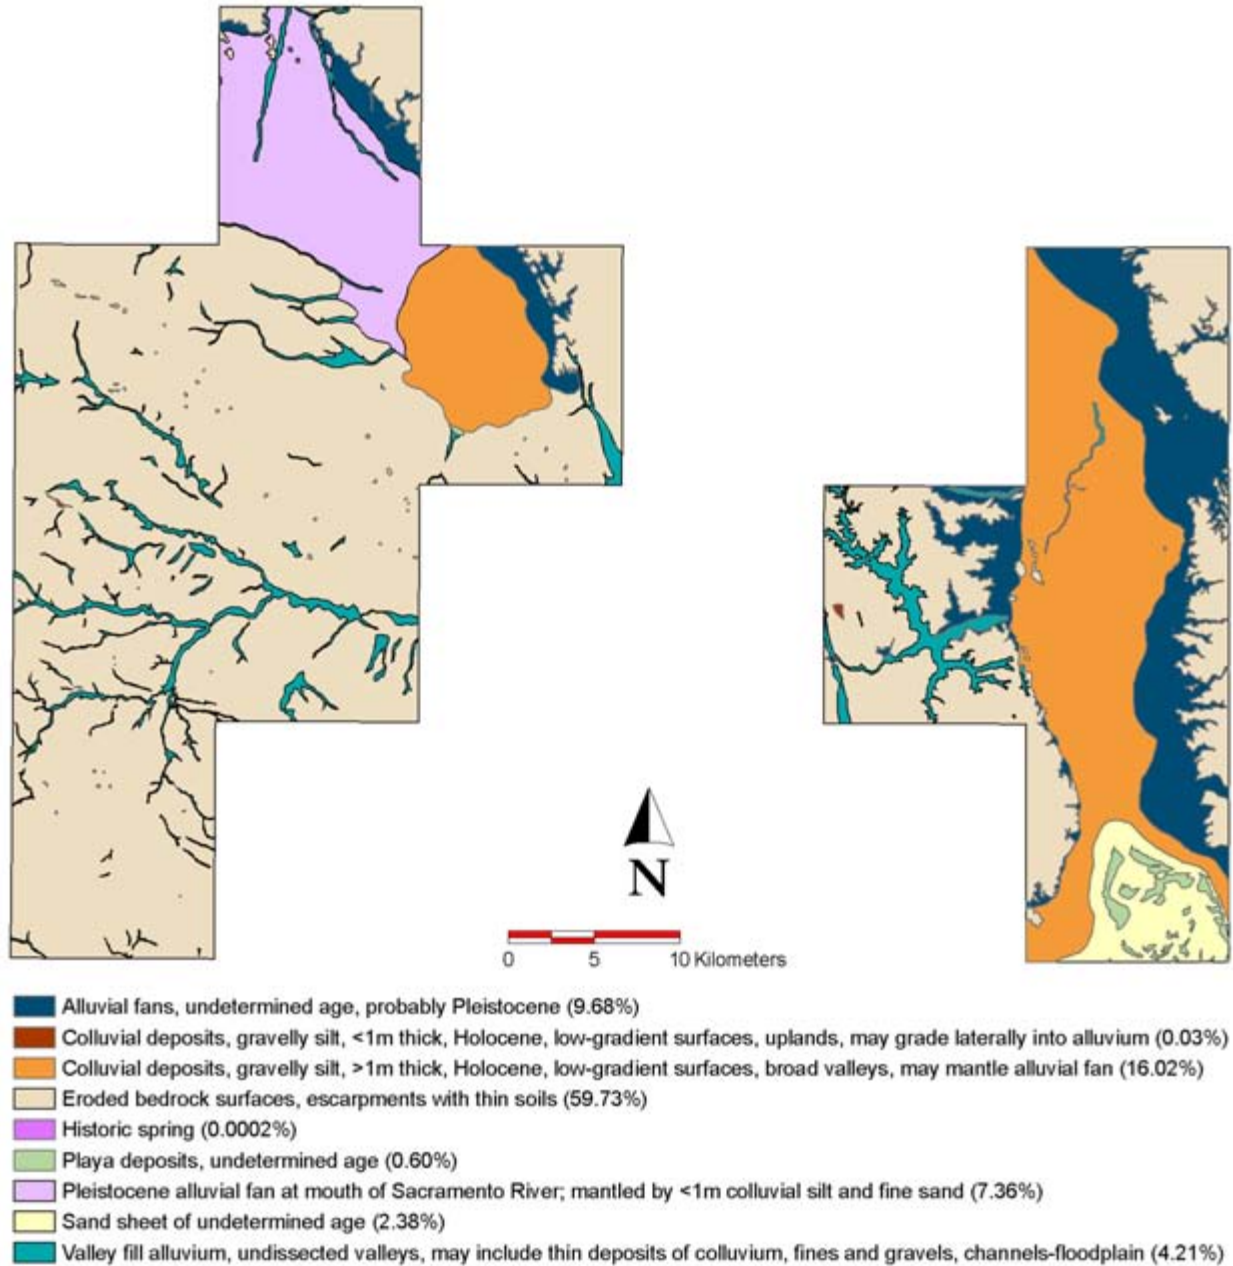 N
0 5 10 Kilometers
Alluvial fans, undetermined age, probably Pleistocene (9.68%)
Colluvial deposits, gravelly silt, <1m thick, Holocene, low-gradient surfaces, uplands, may grade laterally into alluvium (0.03%)
Colluvial deposits, gravelly silt, >1m thick, Holocene, low-gradient surfaces, broad valleys, may mantle alluvial fan (16.02%)
Eroded bedrock surfaces, escarpments with thin soils (59.73%)
Historic spring (0.0002%)
Playa deposits, undetermined age (0.60%)
Pleistocene alluvial fan at mouth of Sacramento River; mantled by <1m colluvial silt and fine sand (7.36%)
Sand sheet of undetermined age (2.38%)
Valley fill alluvium, undissected valleys, may include thin deposits of colluvium, fines and gravels, channels-floodplain (4.21%)